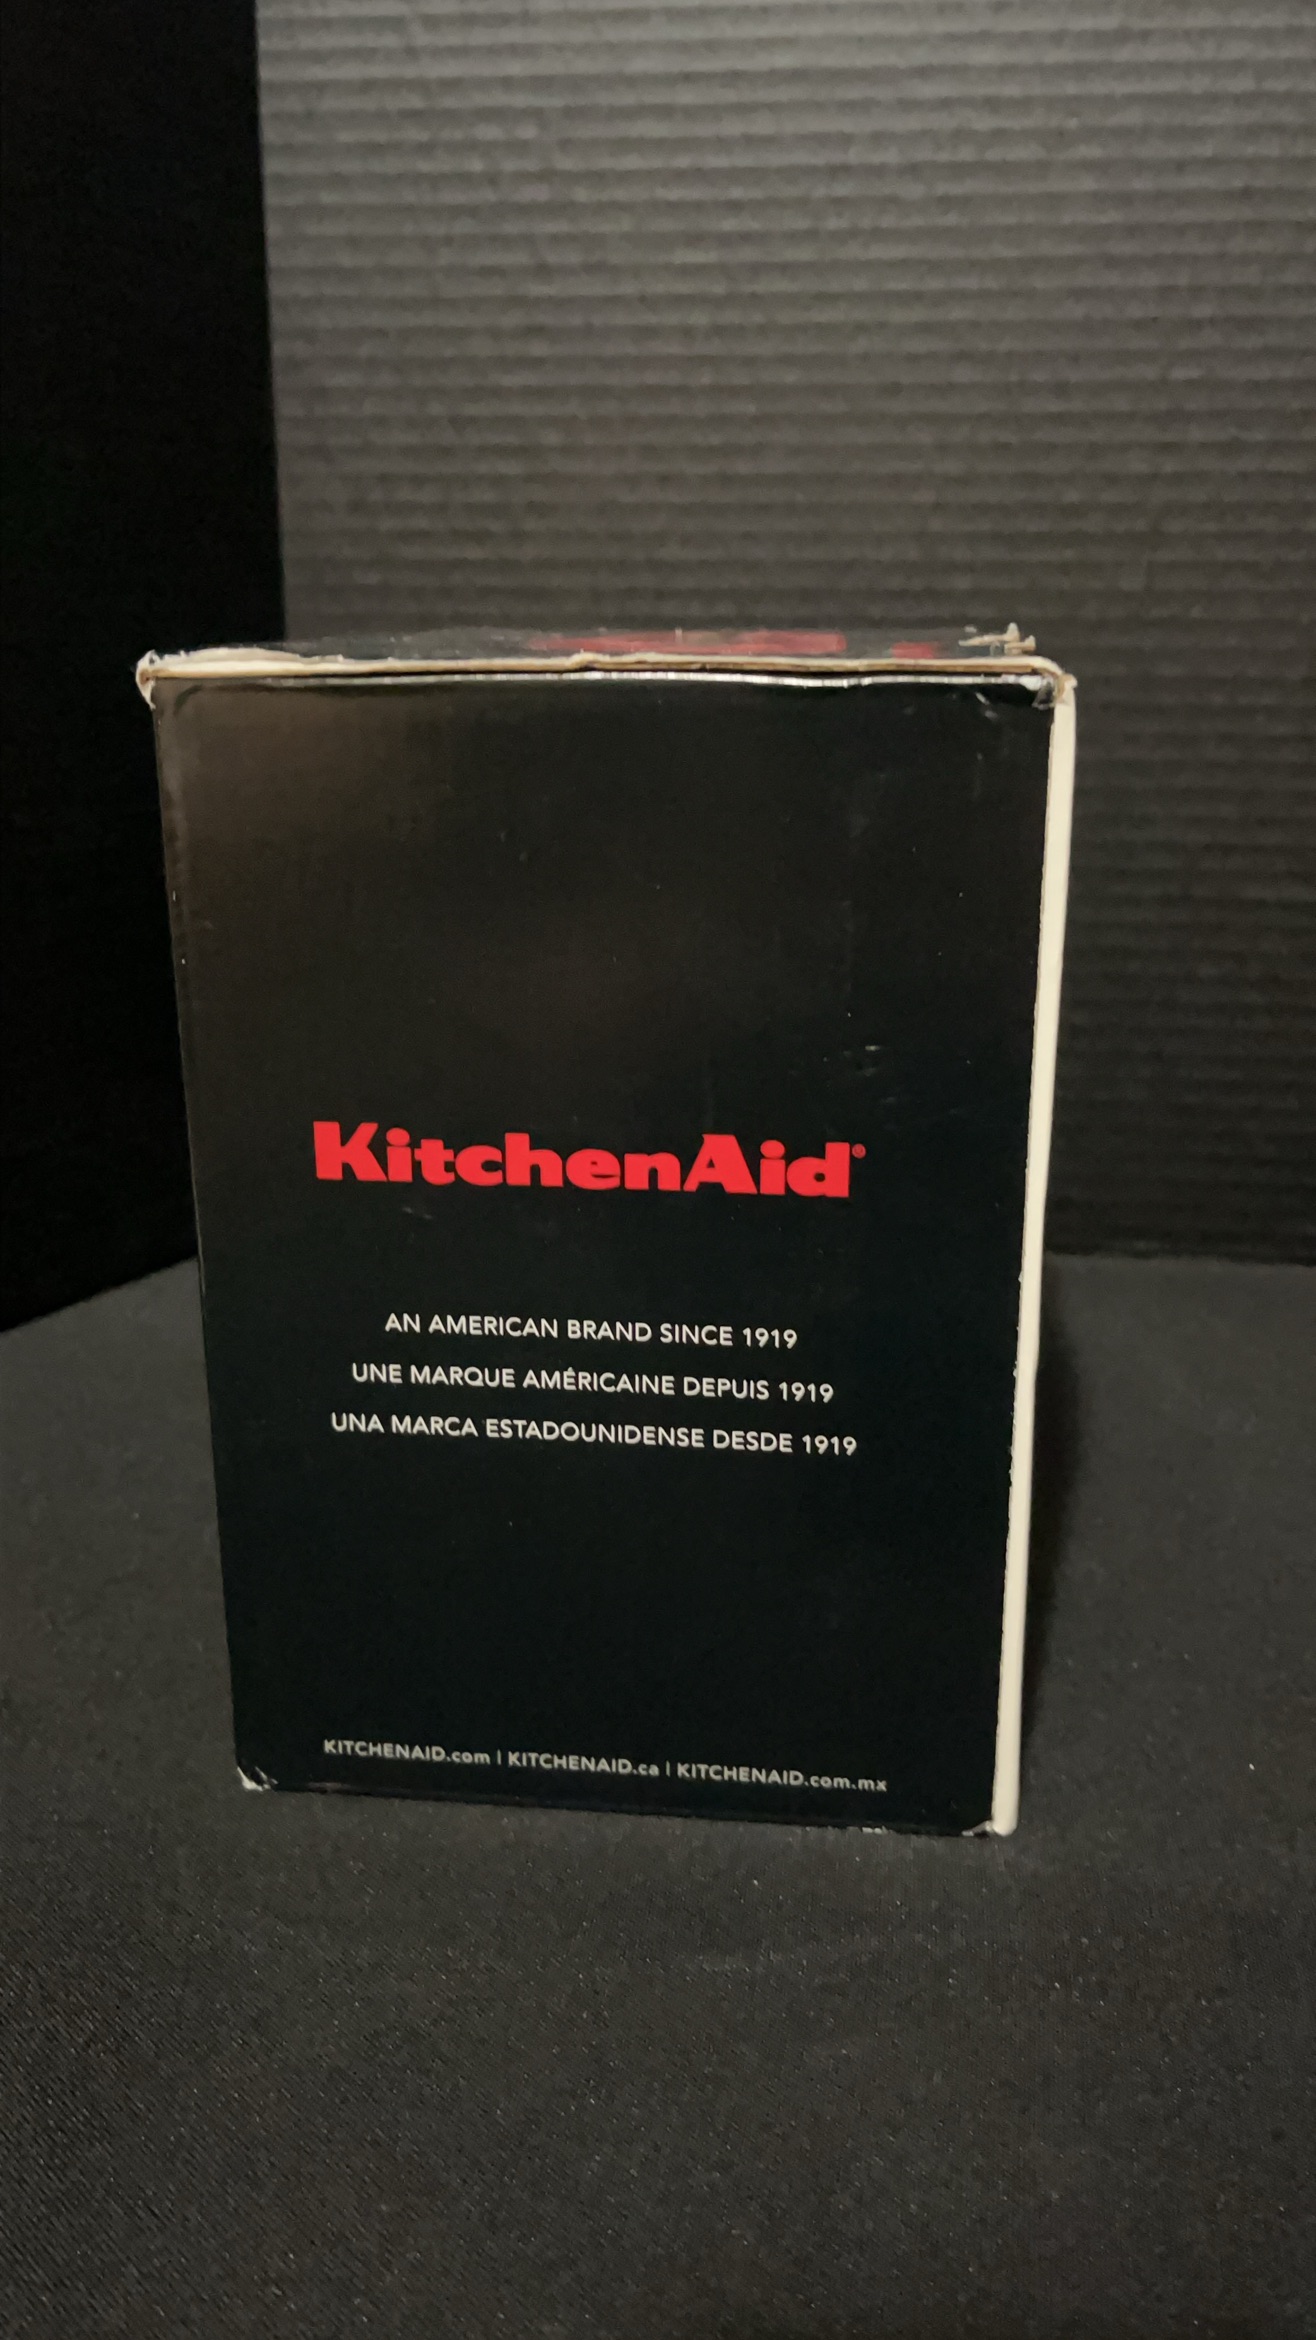 KitchenAid®
AN AMERICAN BRAND SINCE 1919
UNE MARQUE AMÉRICAINE DEPUIS 1919
UNA MARCA ESTADOUNIDENSE DESDE 1919
KITCHENAID.com | KITCHENAID.ca | KITCHENAID.com.mx